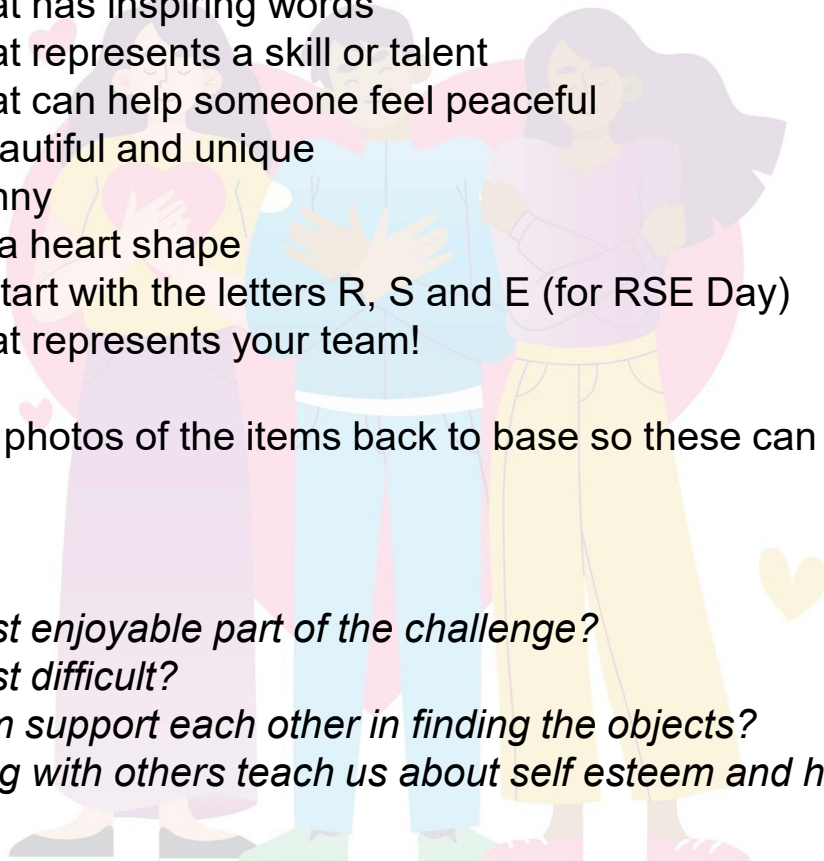 at has inspiring words
at represents a skill or talent
at can help someone feel peaceful
autiful and unique
nny
a heart shape
tart with the letters R, S and E (for RSE Day)
at represents your team!
photos of the items back to base so these can
st enjoyable part of the challenge?
st difficult?
m support each other in finding the objects?
g with others teach us about self esteem and h